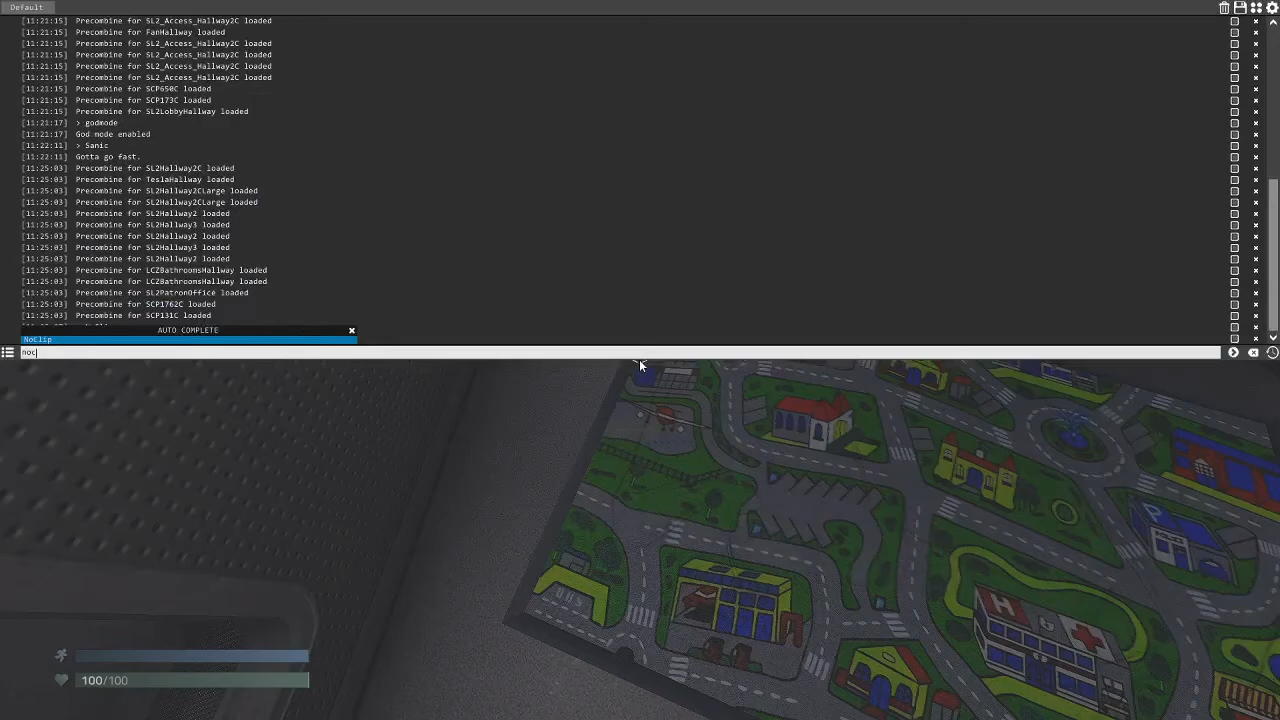 Default
[11:21:15] Precombine for SL2_Access_Hallway2C loaded
[11:21:15] Precombine for FanHallway loaded
[11:21:15] Precombine for SL2_Access_Hallway2C loaded
[11:21:15] Precombine for SL2_Access_Hallway2C loaded
[11:21:15] Precombine for SL2_Access_Hallway2C loaded
[11:21:15] Precombine for SL2_Access_Hallway2C loaded
[11:21:15] Precombine for SCP650C loaded
[11:21:15] Precombine for SCP173C loaded
[11:21:15] Precombine for SL2LobbyHallway loaded
[11:21:17] > godmode
[11:21:17] God mode enabled
[11:22:11] > Sanic
[11:22:11] Gotta go fast.
[11:25:03] Precombine for SL2Hallway2C loaded
[11:25:03] Precombine for TeslaHallway loaded
[11:25:03] Precombine for SL2Hallway2CLarge loaded
[11:25:03] Precombine for SL2Hallway2CLarge loaded
[11:25:03] Precombine for SL2Hallway2 loaded
[11:25:03] Precombine for SL2Hallway3 loaded
[11:25:03] Precombine for SL2Hallway2 loaded
[11:25:03] Precombine for SL2Hallway3 loaded
[11:25:03] Precombine for SL2Hallway2 loaded
[11:25:03] Precombine for LCZBathroomsHallway loaded
[11:25:03] Precombine for LCZBathroomsHallway loaded
[11:25:03] Precombine for SL2PatronOffice loaded
[11:25:03] Precombine for SCP1762C loaded
[11:25:03] Precombine for SCP131C loaded
AUTO COMPLETE
NoClip
noc
P
H
BUS
100/100